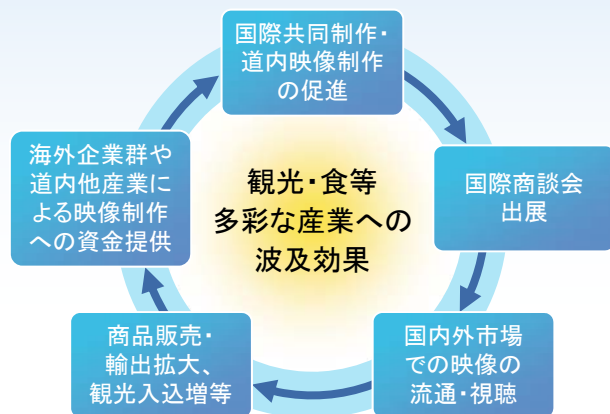 国際共同制作・
道内映像制作
の促進
国際商談会
出展
国内外市場
での映像の
流通・視聴
商品販売・
輸出拡大、
観光入込増等
海外企業群や
道内他産業に
よる映像制作
への資金提供
観光・食等
多彩な産業への
波及効果